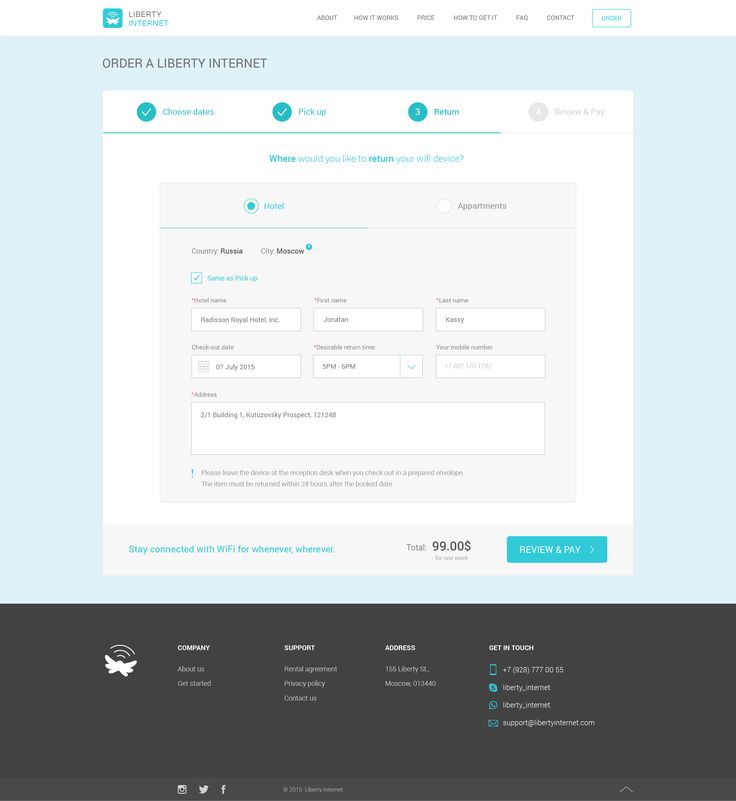 LIBERTY
INTERNET
ABOUT HOW IT WORKS PRICE HOW TO GET IT FAQ CONTACT ORDER
ORDER A LIBERTY INTERNET
Choose dates Pick up 3 Return 4 Review & Pay
Where would you like to return your wifi device?
Hotel Appartments
Country: Russia City: Moscow ?
Same as Pick up
*Hotel name *First name *Last name
Radisson Royal Hotel, Inc. Jonatan Kassy
Check-out date *Desirable return time Your mobile number
07 July 2015 5PM - 6PM +7 882 120 1242
*Address
2/1 Building 1, Kutuzovsky Prospect, 121248
! Please leave the device at the reception desk when you check out in a prepared envelope.
The item must be returned within 24 hours after the booked date
Stay connected with WiFi for whenever, wherever. Total: 99.00$ REVIEW & PAY
- for one week
COMPANY SUPPORT ADDRESS GET IN TOUCH
About us Rental agreement 155 Liberty St., +7 (928) 777 00 55
Get started Privacy policy Moscow, 013440 liberty_internet
Contact us liberty_internet
support@libertyinternet.com
© 2015 Liberty Internet